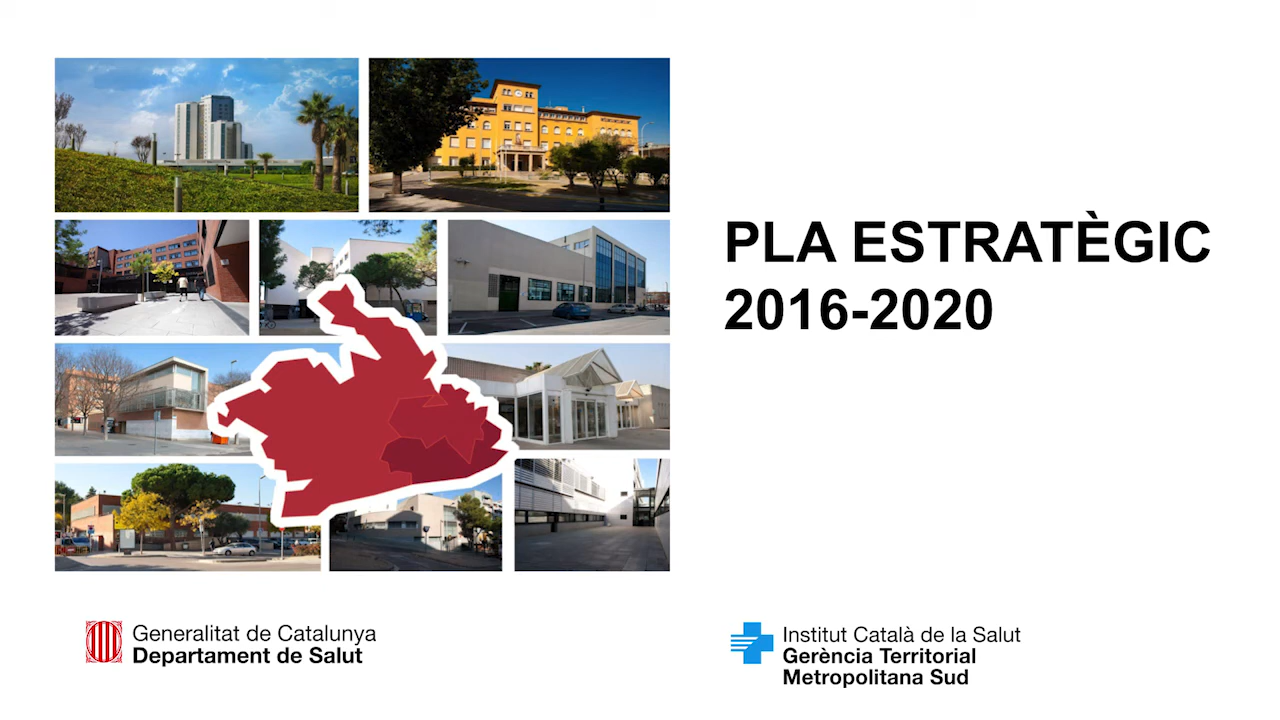 PLA ESTRATÈGIC
2016-2020
Generalitat de Catalunya
Departament de Salut
Institut Català de la Salut
Gerència Territorial
Metropolitana Sud